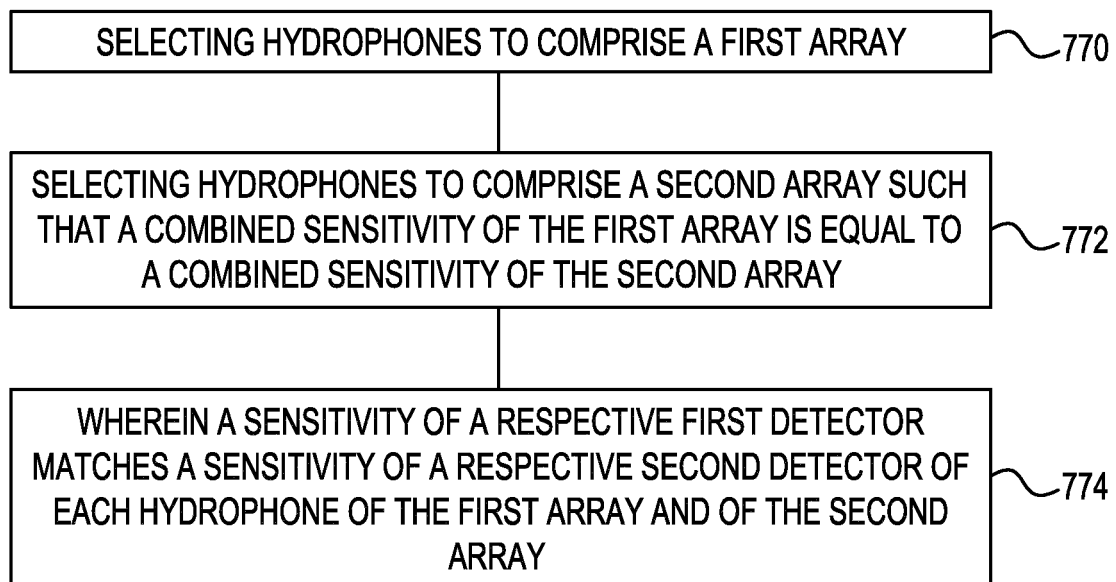 SELECTING HYDROPHONES TO COMPRISE A FIRST ARRAY
770
SELECTING HYDROPHONES TO COMPRISE A SECOND ARRAY SUCH
THAT A COMBINED SENSITIVITY OF THE FIRST ARRAY IS EQUAL TO
A COMBINED SENSITIVITY OF THE SECOND ARRAY
772
WHEREIN A SENSITIVITY OF A RESPECTIVE FIRST DETECTOR
MATCHES A SENSITIVITY OF A RESPECTIVE SECOND DETECTOR OF
EACH HYDROPHONE OF THE FIRST ARRAY AND OF THE SECOND
ARRAY
774